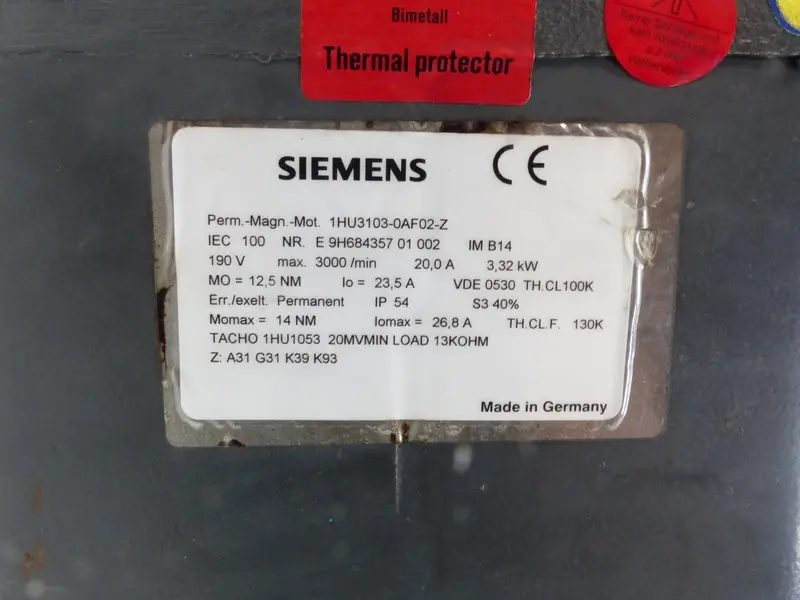 Bimetall
Thermal protector
SIEMENS CE
Perm.-Magn.-Mot. 1HU3103-0AF02-Z
IEC 100 NR. E 9H684357 01 002 IM B14
190 V max. 3000 /min 20,0 A 3,32 kW
MO = 12,5 NM Io = 23,5 A VDE 0530 TH.CL100K
Err./exelt. Permanent IP 54 S3 40%
Momax = 14 NM Iomax = 26,8 A TH.CL.F. 130K
TACHO 1HU1053 20MVMIN LOAD 13KOHM
Z: A31 G31 K39 K93
Made in Germany